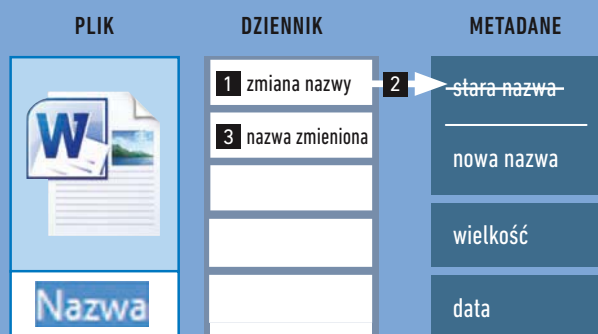 PLIK
DZIENNIK
METADANE
W
Nazwa
1 zmiana nazwy
2
3 nazwa zmieniona
stara nazwa
nowa nazwa
wielkość
data